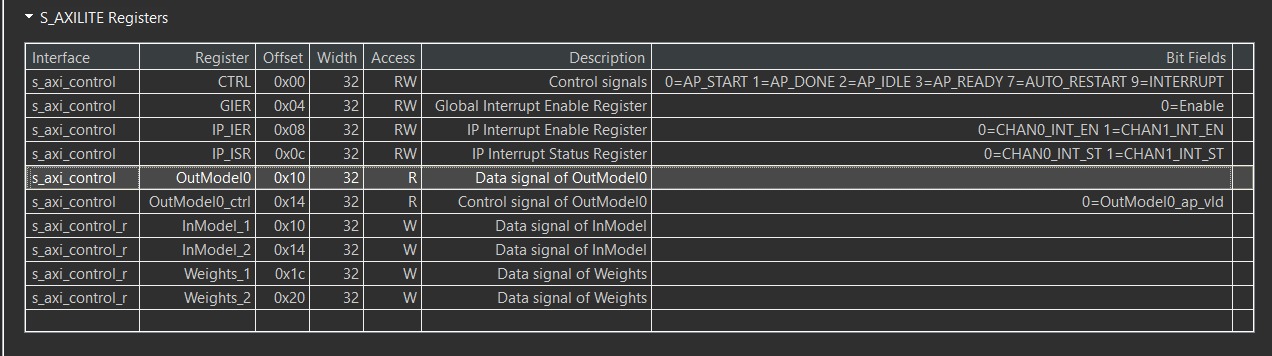 S_AXILITE Registers
Interface Register Offset Width Access Description Bit Fields
s_axi_control CTRL 0x00 32 RW Control signals 0=AP_START 1=AP_DONE 2=AP_IDLE 3=AP_READY 7=AUTO_RESTART 9=INTERRUPT
s_axi_control GIER 0x04 32 RW Global Interrupt Enable Register 0=Enable
s_axi_control IP_IER 0x08 32 RW IP Interrupt Enable Register 0=CHAN0_INT_EN 1=CHAN1_INT_EN
s_axi_control IP_ISR 0x0c 32 RW IP Interrupt Status Register 0=CHAN0_INT_ST 1=CHAN1_INT_ST
s_axi_control OutModel0 0x10 32 R Data signal of OutModel0
s_axi_control OutModel0_ctrl 0x14 32 R Control signal of OutModel0 0=OutModel0_ap_vld
s_axi_control_r InModel_1 0x10 32 W Data signal of InModel
s_axi_control_r InModel_2 0x14 32 W Data signal of InModel
s_axi_control_r Weights_1 0x1c 32 W Data signal of Weights
s_axi_control_r Weights_2 0x20 32 W Data signal of Weights